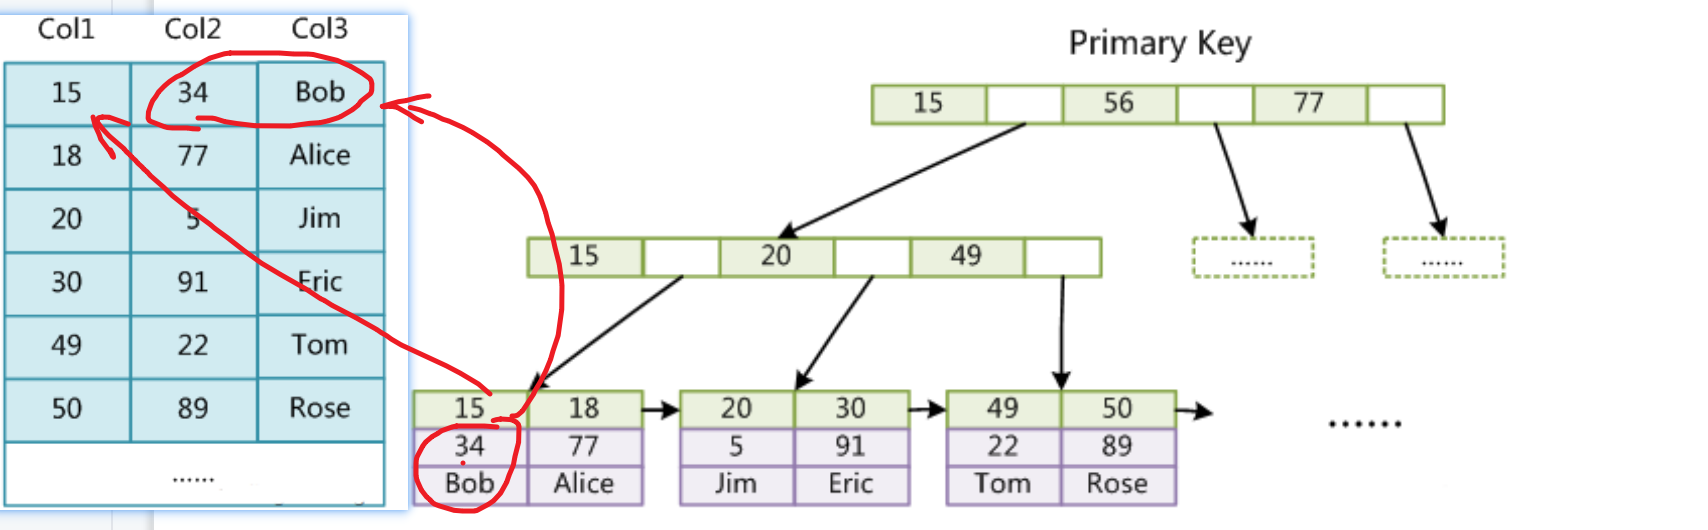 Col1 Col2 Col3
15 34 Bob
18 77 Alice
20 5 Jim
30 91 Eric
49 22 Tom
50 89 Rose
......
Primary Key
15 56 77
15 20 49
...... ......
15 18 20 30 49 50
34 77 5 91 22 89
Bob Alice Jim Eric Tom Rose
......